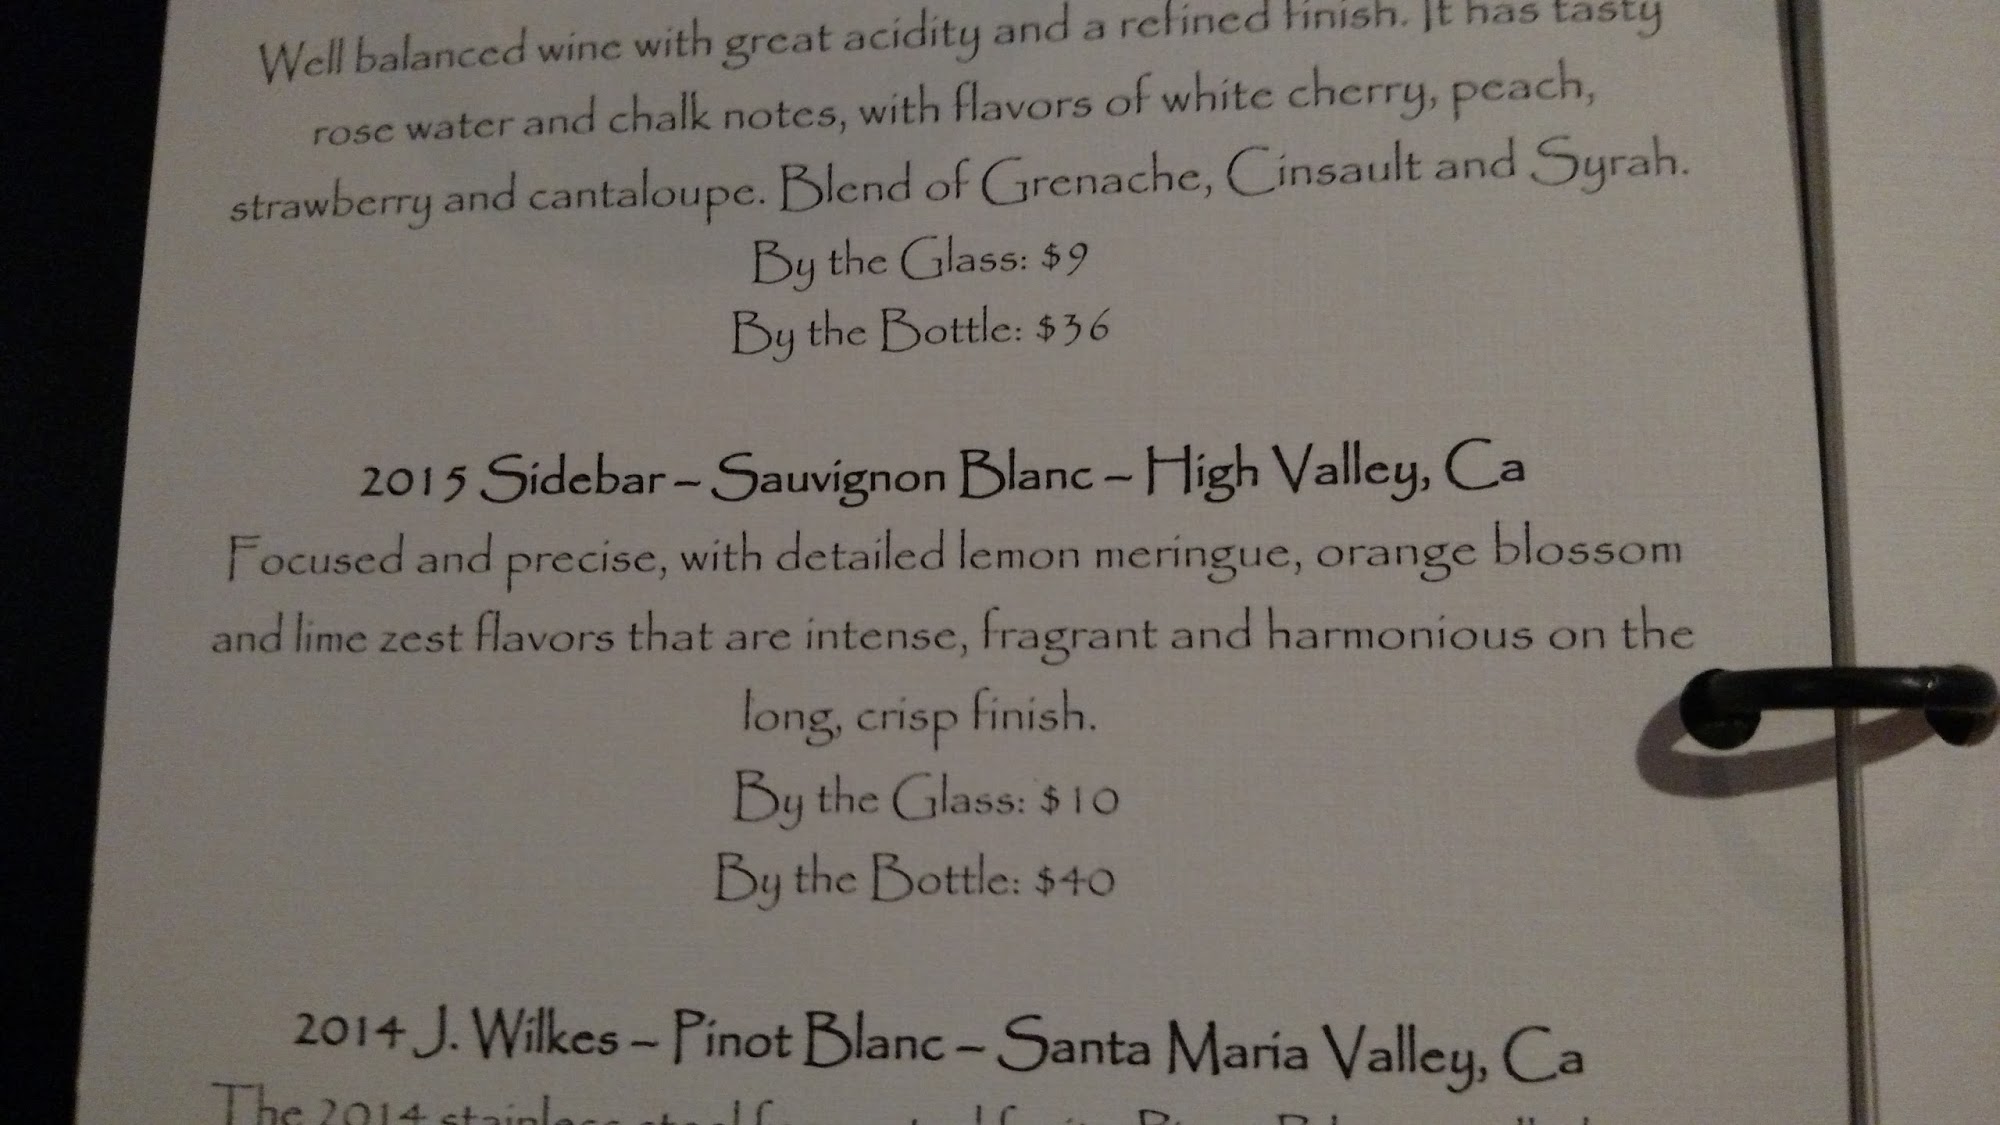 Well balanced wine with great acidity and a refined finish. It has tasty
rose water and chalk notes, with flavors of white cherry, peach,
strawberry and cantaloupe. Blend of Grenache, Cinsault and Syrah.
By the Glass: $9
By the Bottle: $36
2015 Sidebar – Sauvignon Blanc – High Valley, Ca
Focused and precise, with detailed lemon meringue, orange blossom
and lime zest flavors that are intense, fragrant and harmonious on the
long, crisp finish.
By the Glass: $10
By the Bottle: $40
2014 J. Wilkes – Pinot Blanc – Santa Maria Valley, Ca
The 2014 stainless steel